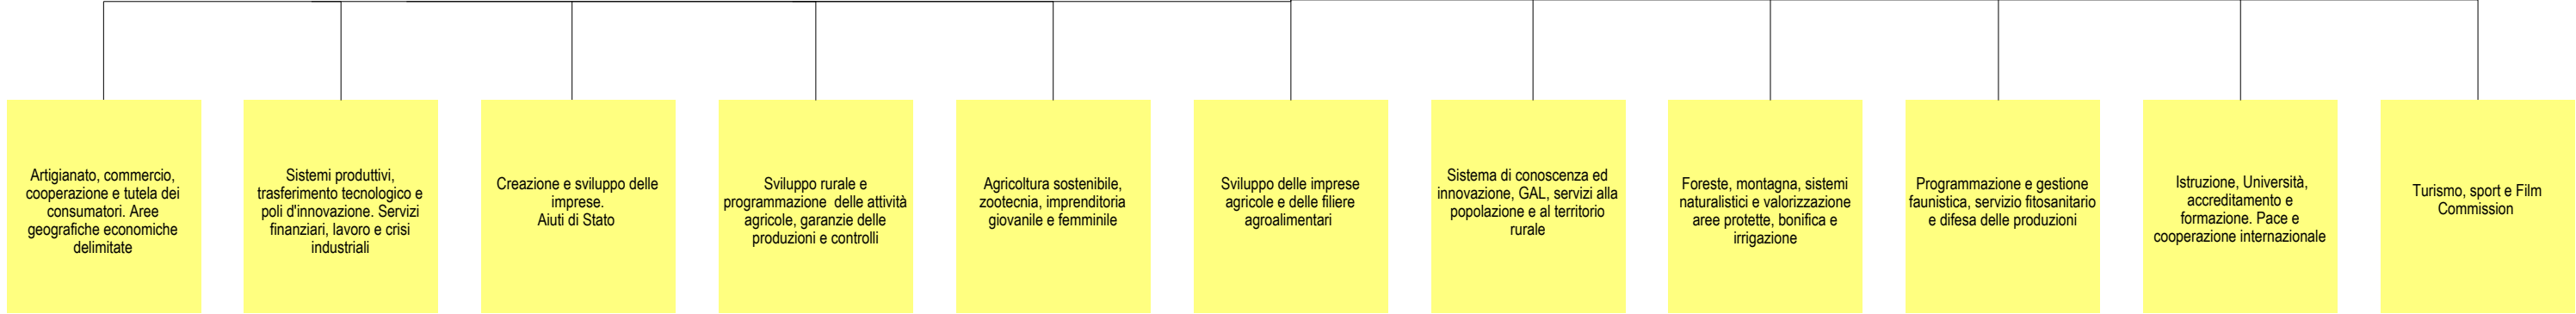 Artigianato, commercio,
cooperazione e tutela dei
consumatori. Aree
geografiche economiche
delimitate
Sistemi produttivi,
trasferimento tecnologico e
poli d'innovazione. Servizi
finanziari, lavoro e crisi
industriali
Creazione e sviluppo delle
imprese.
Aiuti di Stato
Sviluppo rurale e
programmazione  delle attività
agricole, garanzie delle
produzioni e controlli
Agricoltura sostenibile,
zootecnia, imprenditoria
giovanile e femminile
Sviluppo delle imprese
agricole e delle filiere
agroalimentari
Sistema di conoscenza ed
innovazione, GAL, servizi alla
popolazione e al territorio
rurale
Foreste, montagna, sistemi
naturalistici e valorizzazione
aree protette, bonifica e
irrigazione
Programmazione e gestione
faunistica, servizio fitosanitario
e difesa delle produzioni
Istruzione, Università,
accreditamento e
formazione. Pace e
cooperazione internazionale
Turismo, sport e Film
Commission